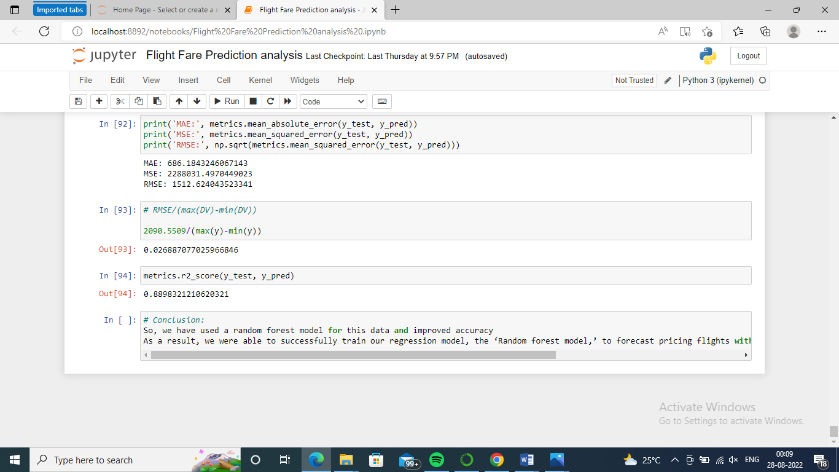 Imported tabs
Home Page - Select or create a n
Flight Fare Prediction analysis - J
localhost:8892/notebooks/Flight%20Fare%20Prediction%20analysis%20.ipynb
jupyter Flight Fare Prediction analysis Last Checkpoint: Last Thursday at 9:57 PM (autosaved)
Logout
File Edit View Insert Cell Kernel Widgets Help
Not Trusted
Python 3 (ipykernel)
Run
Code
In [92]: print('MAE:', metrics.mean_absolute_error(y_test, y_pred))
print('MSE:', metrics.mean_squared_error(y_test, y_pred))
print('RMSE:', np.sqrt(metrics.mean_squared_error(y_test, y_pred)))
MAE: 686.1843246067143
MSE: 2288031.4970449023
RMSE: 1512.624043523341
In [93]: # RMSE/(max(DV)-min(DV))
2090.5509/(max(y)-min(y))
Out[93]: 0.026887077025966846
In [94]: metrics.r2_score(y_test, y_pred)
Out[94]: 0.8898321210620321
In [ ]: # Conclusion:
So, we have used a random forest model for this data and improved accuracy
As a result, we were able to successfully train our regression model, the ‘Random forest model,’ to forecast pricing flights with
Activate Windows
Go to Settings to activate Windows.
Type here to search
99+
25°C
ENG
00:09
28-08-2022
18